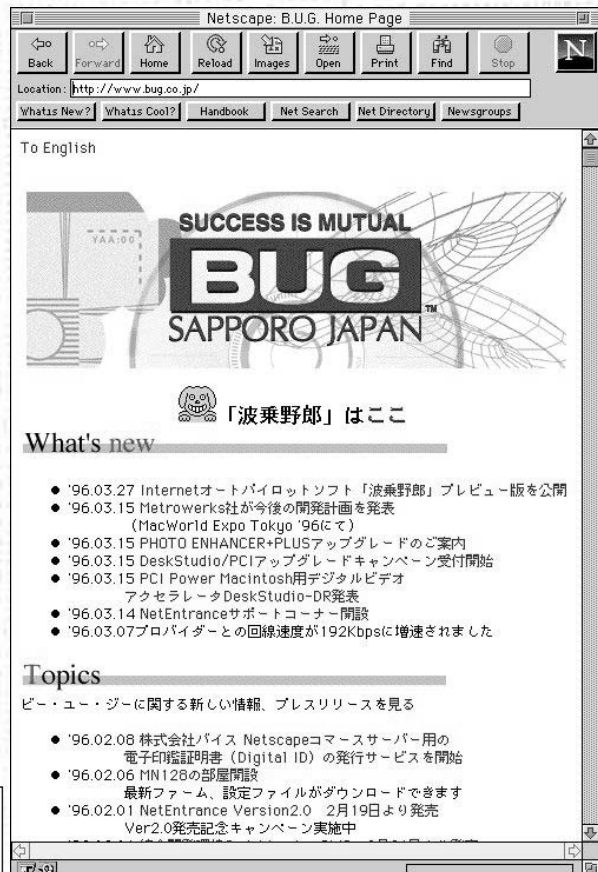 Netscape: B.U.G. Home Page
Back Forward Home Reload Images Open Print Find Stop N
Location: http://www.bug.co.jp/
What's New? What's Cool? Handbook Net Search Net Directory Newsgroups
To English
YAA:00
SUCCESS IS MUTUAL
BUG™
SAPPORO JAPAN
「波乗野郎」はここ
What's new
● '96.03.27 Internetオートパイロットソフト「波乗野郎」プレビュー版を公開
● '96.03.15 Metrowerks社が今後の開発計画を発表
(MacWorld Expo Tokyo '96にて)
● '96.03.15 PHOTO ENHANCER+PLUSアップグレードのご案内
● '96.03.15 DeskStudio/PCIアップグレードキャンペーン受付開始
● '96.03.15 PCI Power Macintosh用デジタルビデオ
アクセラレータDeskStudio-DR発表
● '96.03.14 NetEntranceサポートコーナー開設
● '96.03.07プロバイダーとの回線速度が192Kbpsに増速されました
Topics
ビー・ユー・ジーに関する新しい情報、プレスリリースを見る
● '96.02.08 株式会社バイス Netscapeコマースサーバー用の
電子印鑑証明書(Digital ID)の発行サービスを開始
● '96.02.06 MN128の部屋開設
最新ファーム、設定ファイルがダウンロードできます
● '96.02.01 NetEntrance Version2.0 2月19日より発売
Ver2.0発売記念キャンペーン実施中